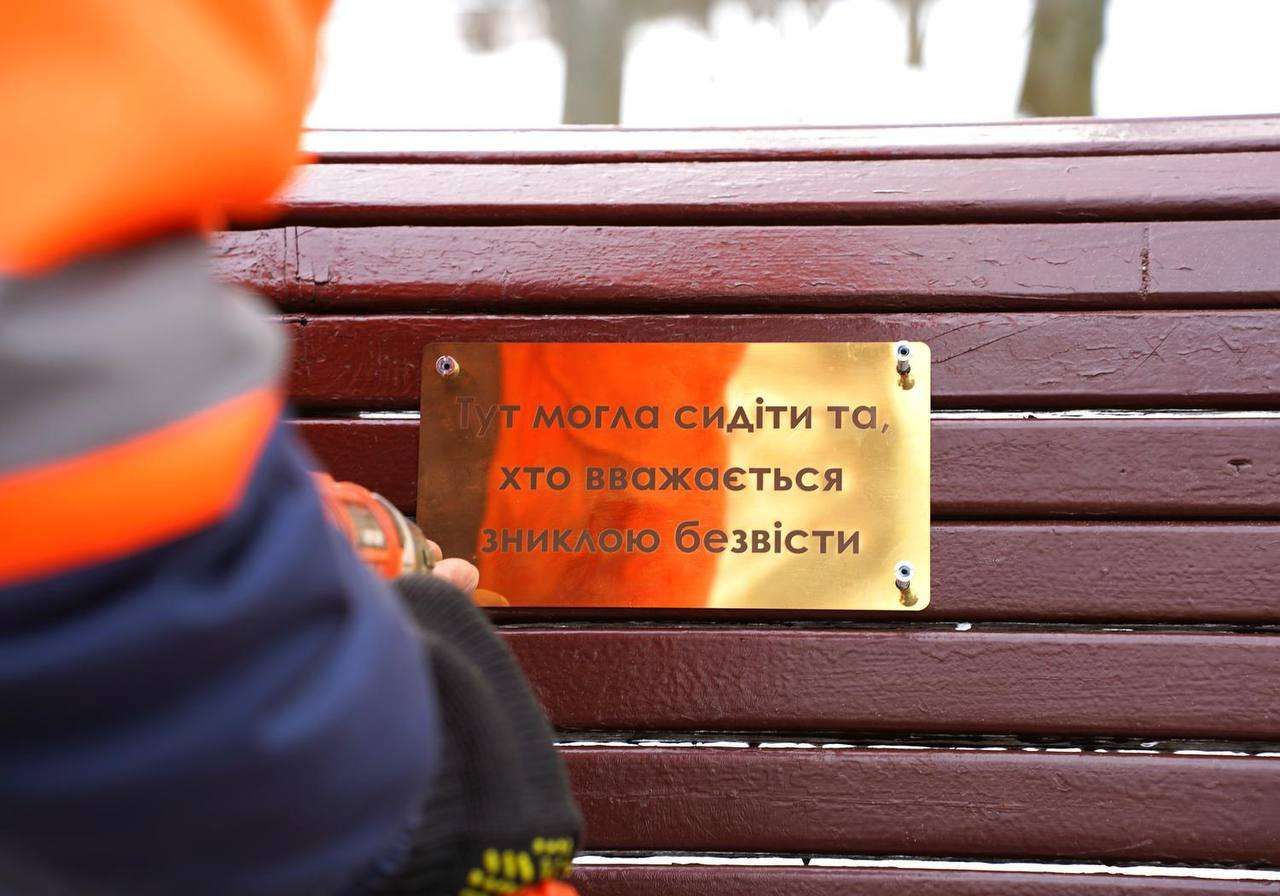 Тут могла сидіти та,
хто вважається
зниклою безвісти